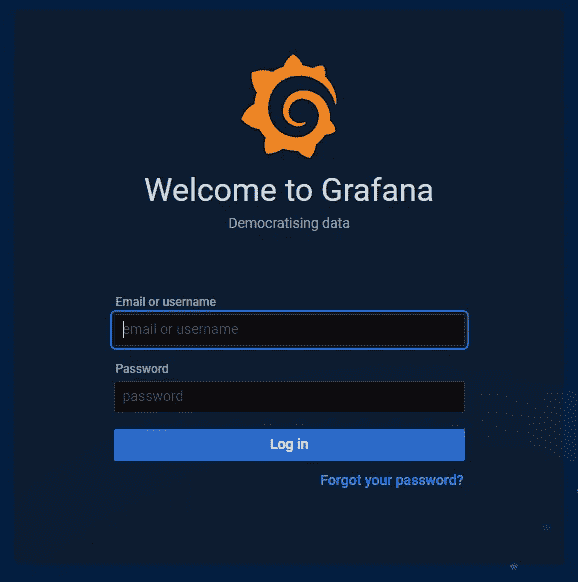 Welcome to Grafana
Democratising data
Email or username
email or username
Password
password
Log in
Forgot your password?